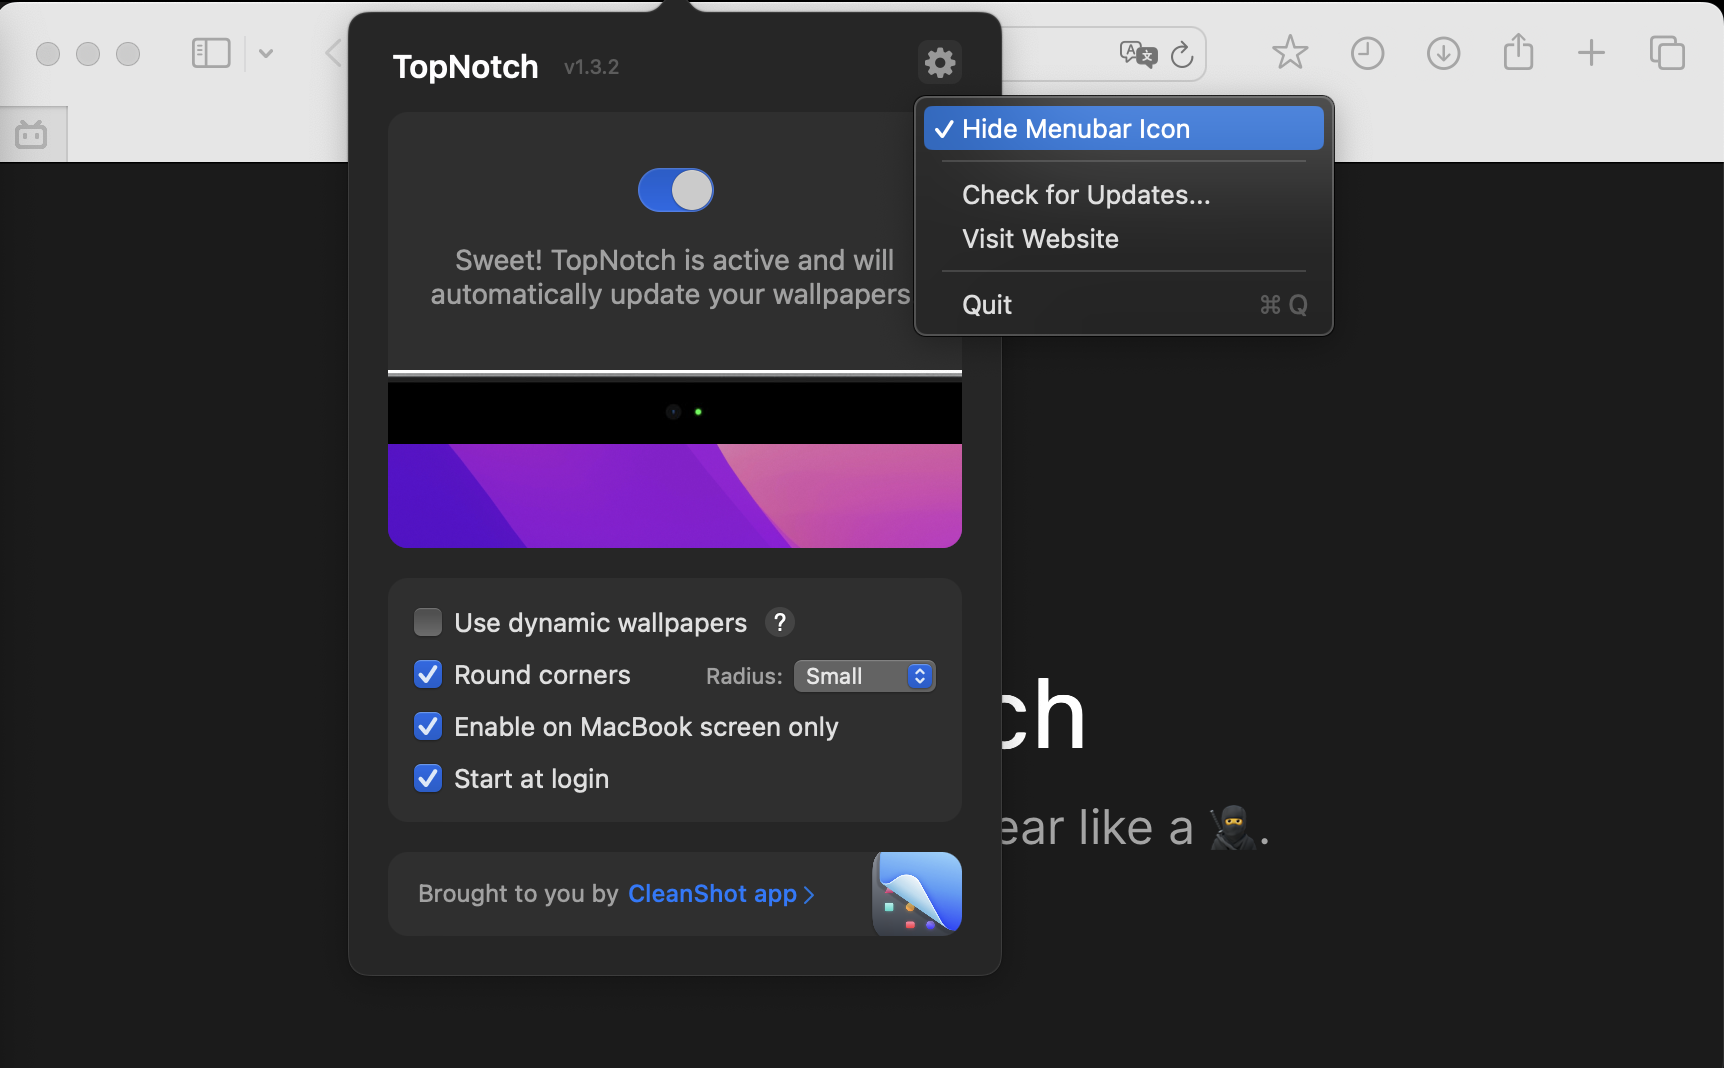 TopNotch v1.3.2
Hide Menubar Icon
Check for Updates...
Visit Website
Quit ⌘ Q
Sweet! TopNotch is active and will
automatically update your wallpapers
Use dynamic wallpapers ?
Round corners Radius: Small
Enable on MacBook screen only
Start at login
Brought to you by CleanShot app >
ch
ear like a 🥷.